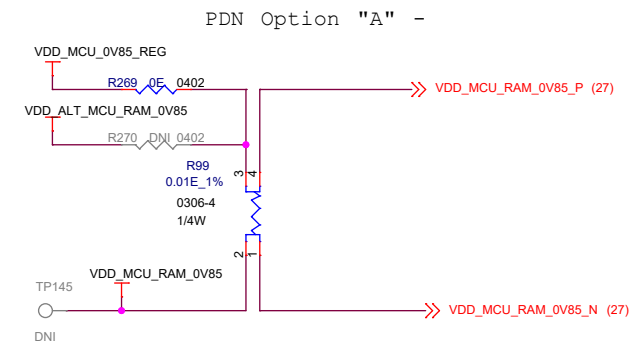 PDN Option "A" -
VDD_MCU_0V85_REG
R269 0E 0402
VDD_MCU_RAM_0V85_P (27)
VDD_ALT_MCU_RAM_0V85
R270 DNI 0402
R99
0.01E_1%
0306-4
1/4W
3 4
2 1
VDD_MCU_RAM_0V85
TP145
VDD_MCU_RAM_0V85_N (27)
DNI